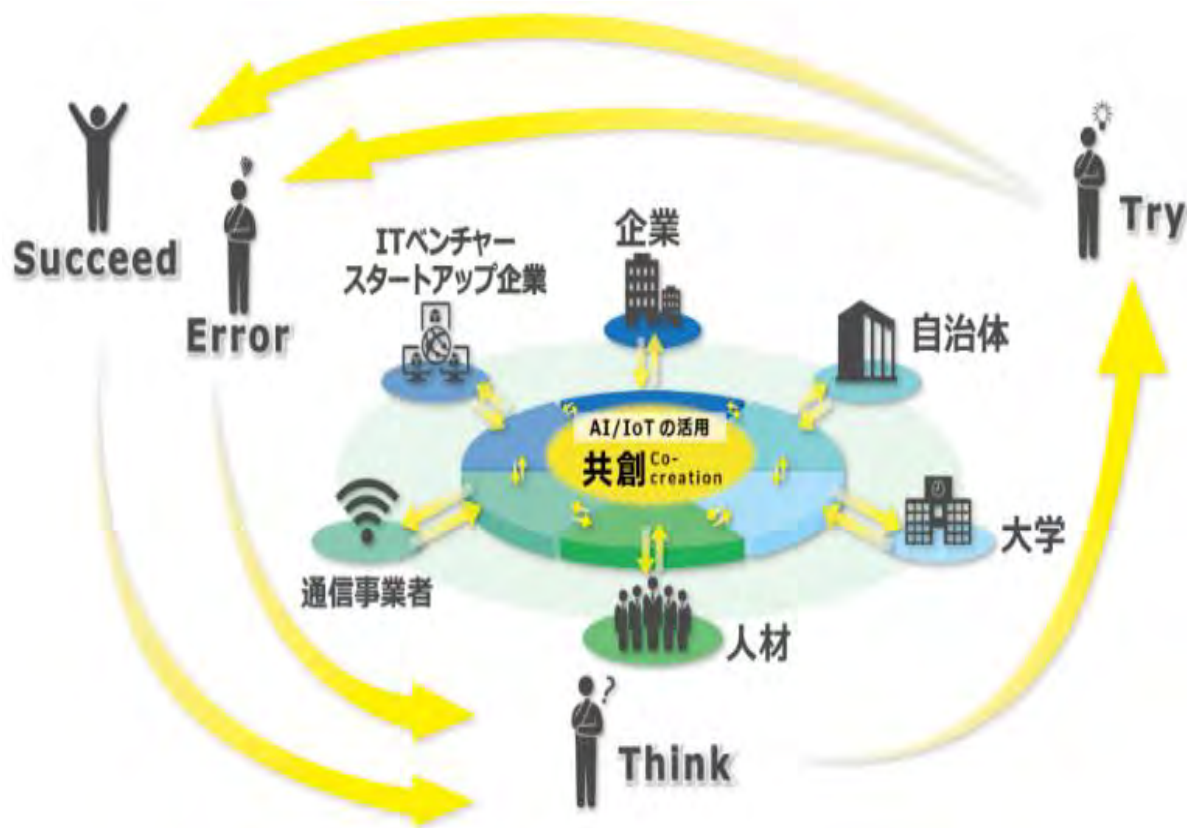 Succeed
Error
Try
ITベンチャー
スタートアップ企業
企業
自治体
AI/IoT の活用
共創 Co-
creation
通信事業者
大学
人材
?
Think